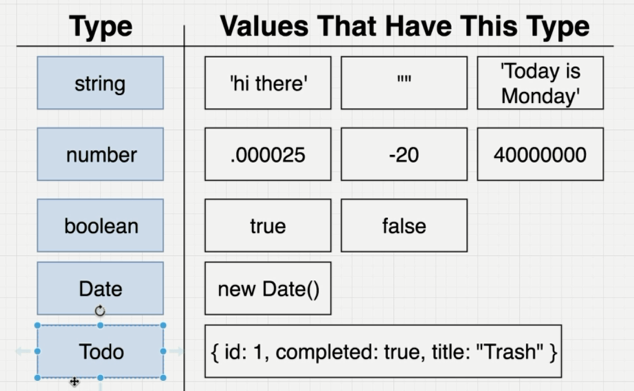 Type Values That Have This Type
string 'hi there' "" 'Today is
Monday'
number .000025 -20 40000000
boolean true false
Date new Date()
Todo { id: 1, completed: true, title: "Trash" }